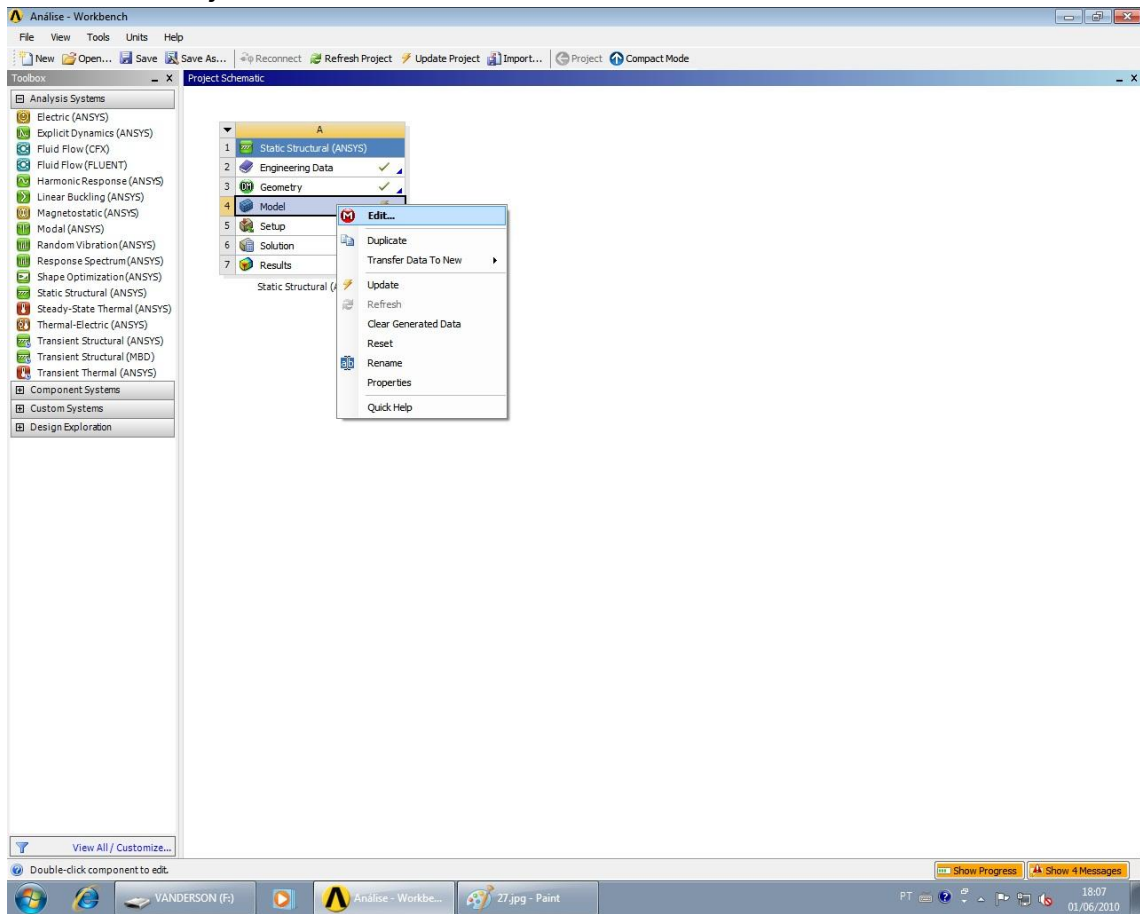 Análise - Workbench
File View Tools Units Help
New Open... Save Save As... Reconnect Refresh Project Update Project Import... Project Compact Mode
Toolbox
Project Schematic
Analysis Systems
Electric (ANSYS)
Explicit Dynamics (ANSYS)
Fluid Flow (CFX)
Fluid Flow (FLUENT)
Harmonic Response (ANSYS)
Linear Buckling (ANSYS)
Magnetostatic (ANSYS)
Modal (ANSYS)
Random Vibration (ANSYS)
Response Spectrum (ANSYS)
Shape Optimization (ANSYS)
Static Structural (ANSYS)
Steady-State Thermal (ANSYS)
Thermal-Electric (ANSYS)
Transient Structural (ANSYS)
Transient Structural (MBD)
Transient Thermal (ANSYS)
Component Systems
Custom Systems
Design Exploration
View All / Customize...
A
1 Static Structural (ANSYS)
2 Engineering Data
3 Geometry
4 Model
5 Setup
6 Solution
7 Results
Static Structural (
Edit...
Duplicate
Transfer Data To New
Update
Refresh
Clear Generated Data
Reset
Rename
Properties
Quick Help
Double-click component to edit.
Show Progress
Show 4 Messages
VANDERSON (F:)
Análise - Workbe...
27.jpg - Paint
PT
18:07
01/06/2010